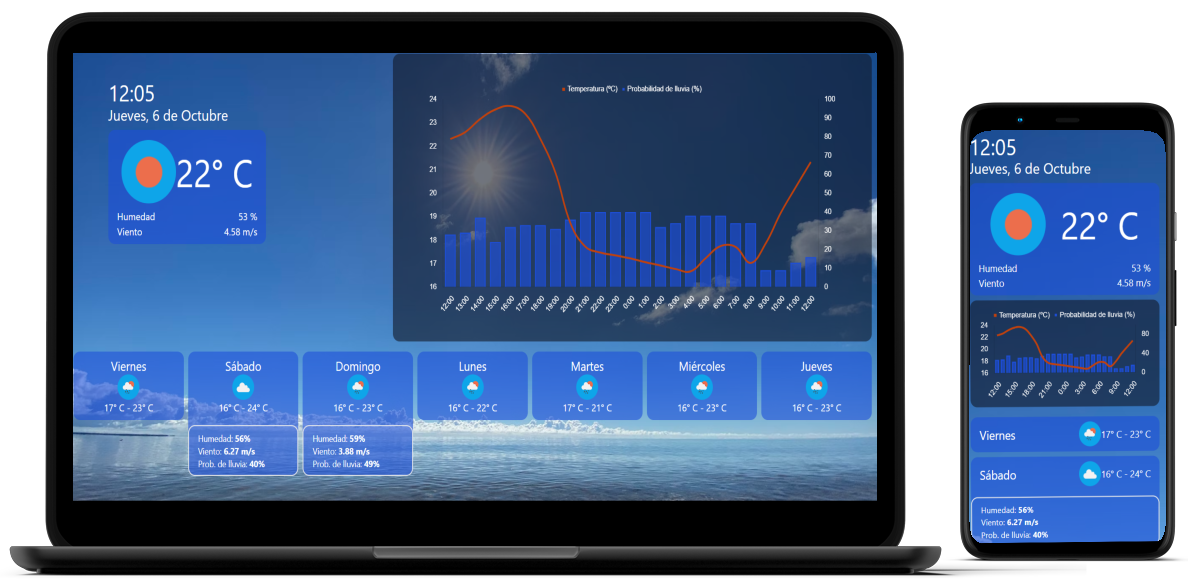 12:05
Jueves, 6 de Octubre
22° C
Humedad 53 %
Viento 4.58 m/s
Temperatura (ºC) Probabilidad de lluvia (%)
24 100
23 90
22 80
21 70
20 60
19 50
18 40
17 30
16 20
10
0
12:00 13:00 14:00 15:00 16:00 17:00 18:00 19:00 20:00 21:00 22:00 23:00 0:00 1:00 2:00 3:00 4:00 5:00 6:00 7:00 8:00 9:00 10:00 11:00 12:00
Viernes Sábado Domingo Lunes Martes Miércoles Jueves
17° C - 23° C 16° C - 24° C 16° C - 23° C 16° C - 22° C 17° C - 21° C 16° C - 23° C 16° C - 23° C
Humedad: 56%
Viento: 6.27 m/s
Prob. de lluvia: 40%
Humedad: 59%
Viento: 3.88 m/s
Prob. de lluvia: 49%
12:05
Jueves, 6 de Octubre
22° C
Humedad 53 %
Viento 4.58 m/s
Temperatura (ºC) Probabilidad de lluvia (%)
24
22 80
20
18 40
16 0
12:00 15:00 18:00 21:00 0:00 3:00 6:00 9:00 12:00
Viernes 17° C - 23° C
Sábado 16° C - 24° C
Humedad: 56%
Viento: 6.27 m/s
Prob. de lluvia: 40%